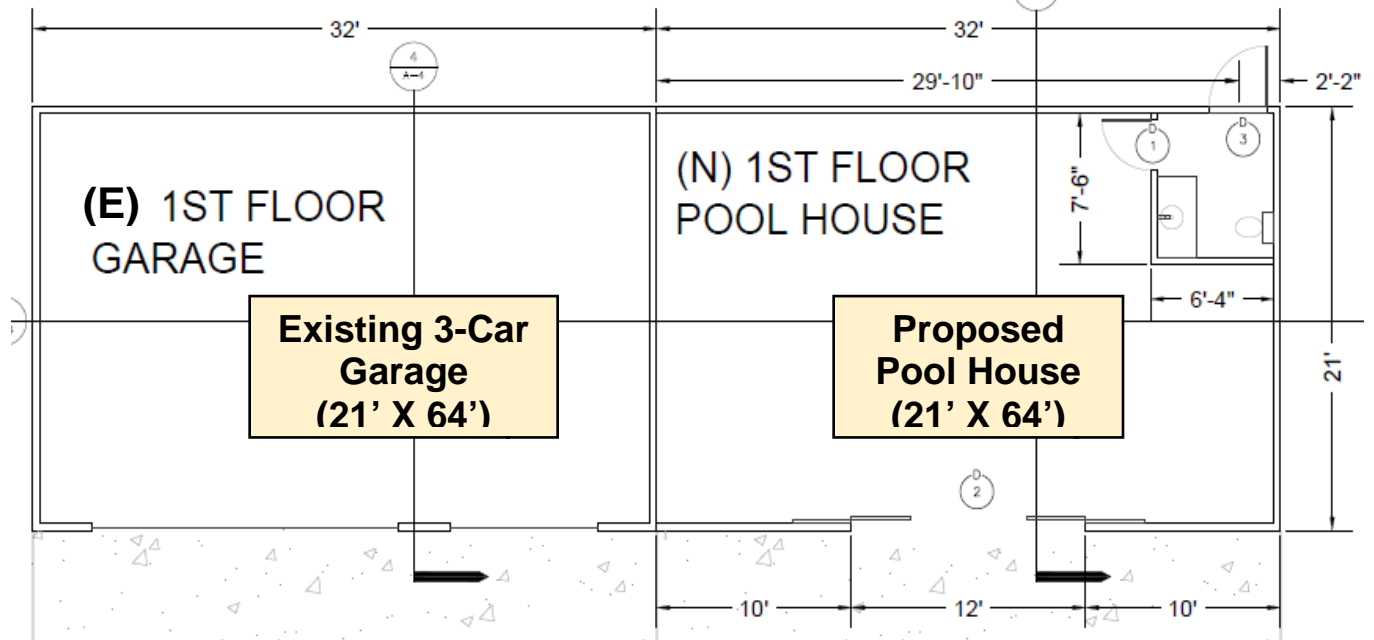 32'
32'
4
A-4
29'-10"
2'-2"
D
1
D
3
(E) 1ST FLOOR
GARAGE
(N) 1ST FLOOR
POOL HOUSE
7'-6"
6'-4"
Existing 3-Car
Garage
(21’ X 64’)
Proposed
Pool House
(21’ X 64’)
21'
D
2
10'
12'
10'